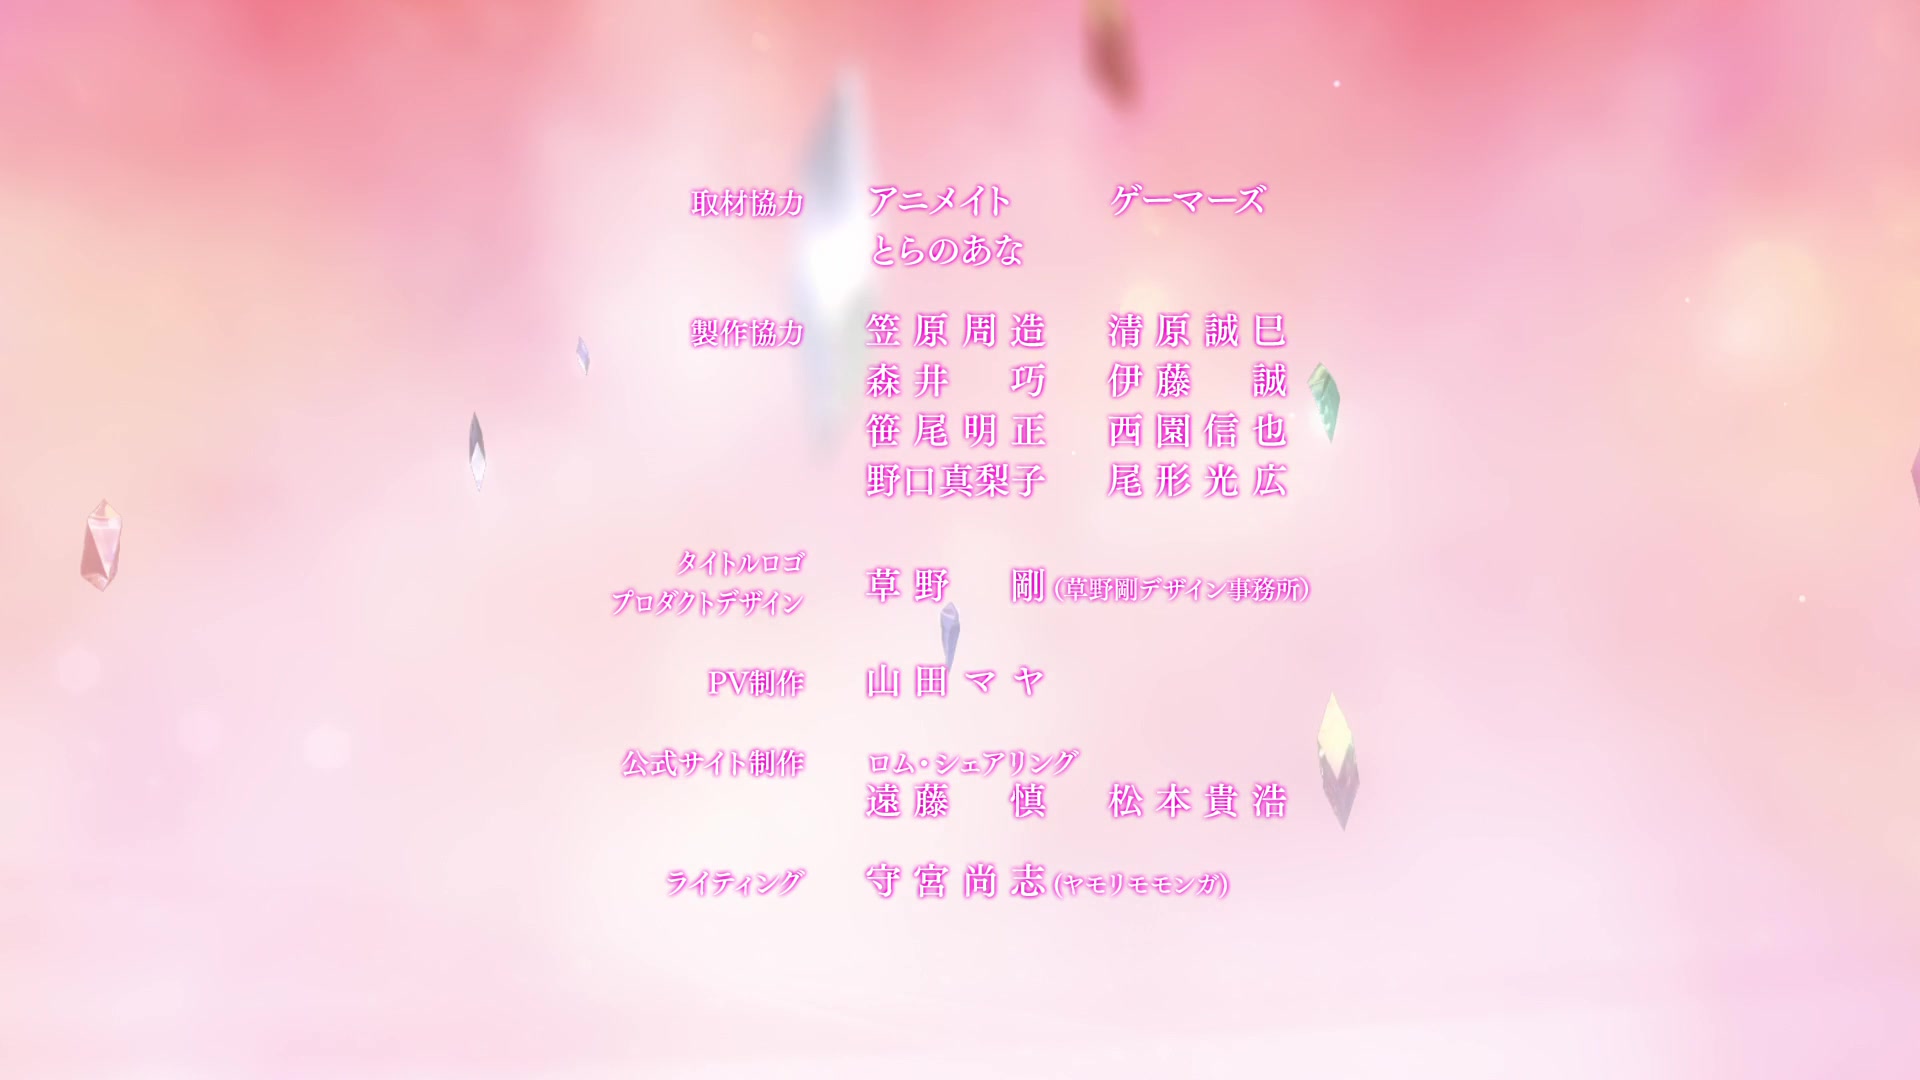 取材協力 アニメイト ゲーマーズ
とらのあな
製作協力 笠原周造 清原誠巳
森井 巧 伊藤 誠
笹尾明正 西園信也
野口真梨子 尾形光広
タイトルロゴ
プロダクトデザイン
草野 剛(草野剛デザイン事務所)
PV制作 山田マヤ
公式サイト制作 ロム・シェアリング
遠藤 慎 松本貴浩
ライティング 守宮尚志(ヤモリモモンガ)